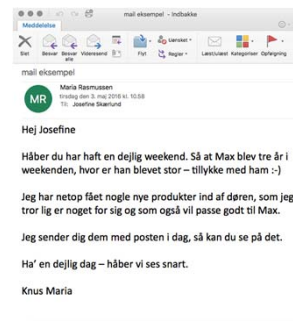 mail eksempel - Indbakke
Meddelelse
Uønsket
Slet Besvar Besvar alle Videresend Flyt Regler Læst/ulæst Kategoriser Opfølgning
mail eksempel
MR
Maria Rasmussen
tirsdag den 3. maj 2016 kl. 10.58
Til: Josefine Skærlund
Hej Josefine
Håber du har haft en dejlig weekend. Så at Max blev tre år i
weekenden, hvor er han blevet stor – tillykke med ham :-)
Jeg har netop fået nogle nye produkter ind af døren, som jeg
tror lig er noget for sig og som også vil passe godt til Max.
Jeg sender dig dem med posten i dag, så kan du se på det.
Ha’ en dejlig dag – håber vi ses snart.
Knus Maria